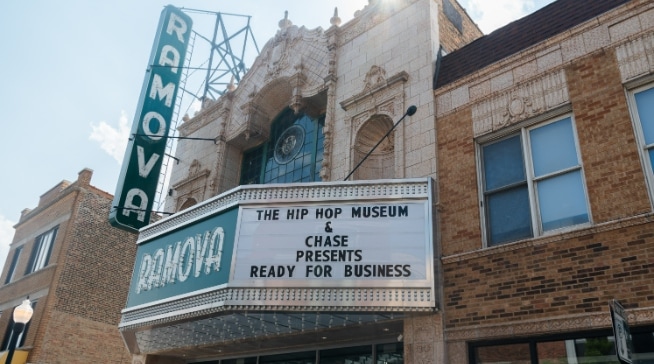 RAMOVA
RAMOVA
THE HIP HOP MUSEUM
&
CHASE
PRESENTS
READY FOR BUSINESS